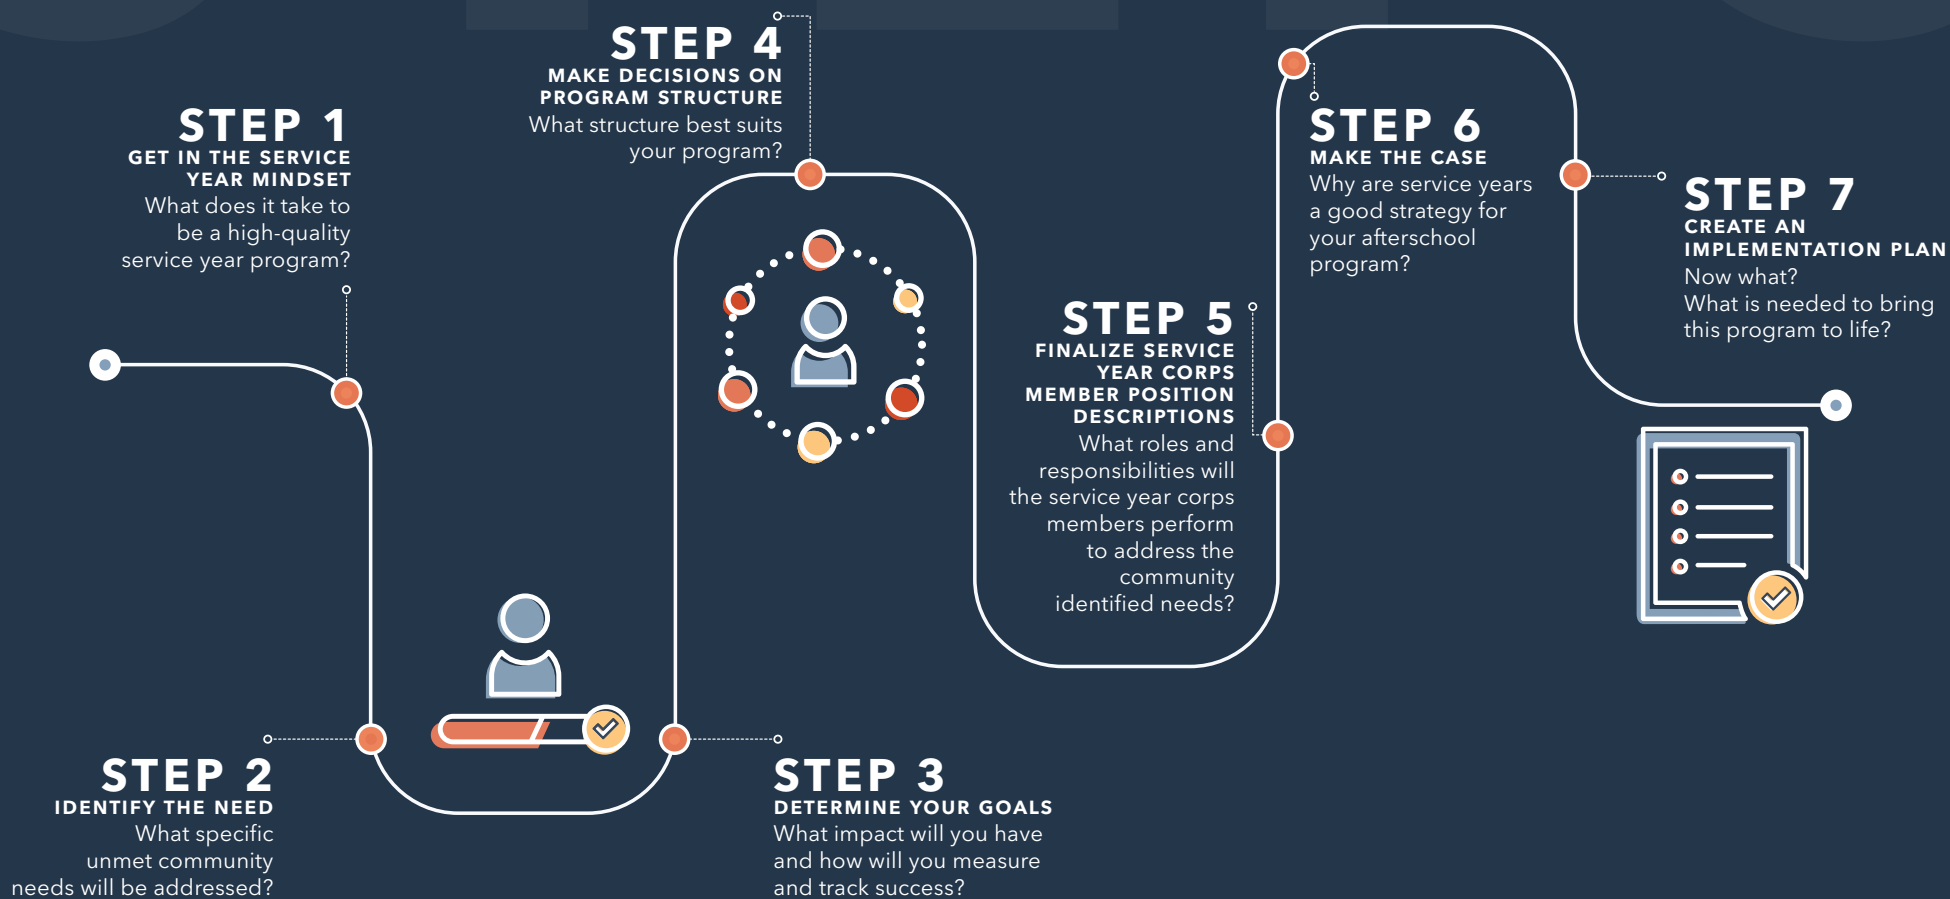 STEP 1
GET IN THE SERVICE
YEAR MINDSET
What does it take to
be a high-quality
service year program?
STEP 2
IDENTIFY THE NEED
What specific
unmet community
needs will be addressed?
STEP 3
DETERMINE YOUR GOALS
What impact will you have
and how will you measure
and track success?
STEP 4
MAKE DECISIONS ON
PROGRAM STRUCTURE
What structure best suits
your program?
STEP 5
FINALIZE SERVICE
YEAR CORPS
MEMBER POSITION
DESCRIPTIONS
What roles and
responsibilities will
the service year corps
members perform
to address the
community
identified needs?
STEP 6
MAKE THE CASE
Why are service years
a good strategy for
your afterschool
program?
STEP 7
CREATE AN
IMPLEMENTATION PLAN
Now what?
What is needed to bring
this program to life?